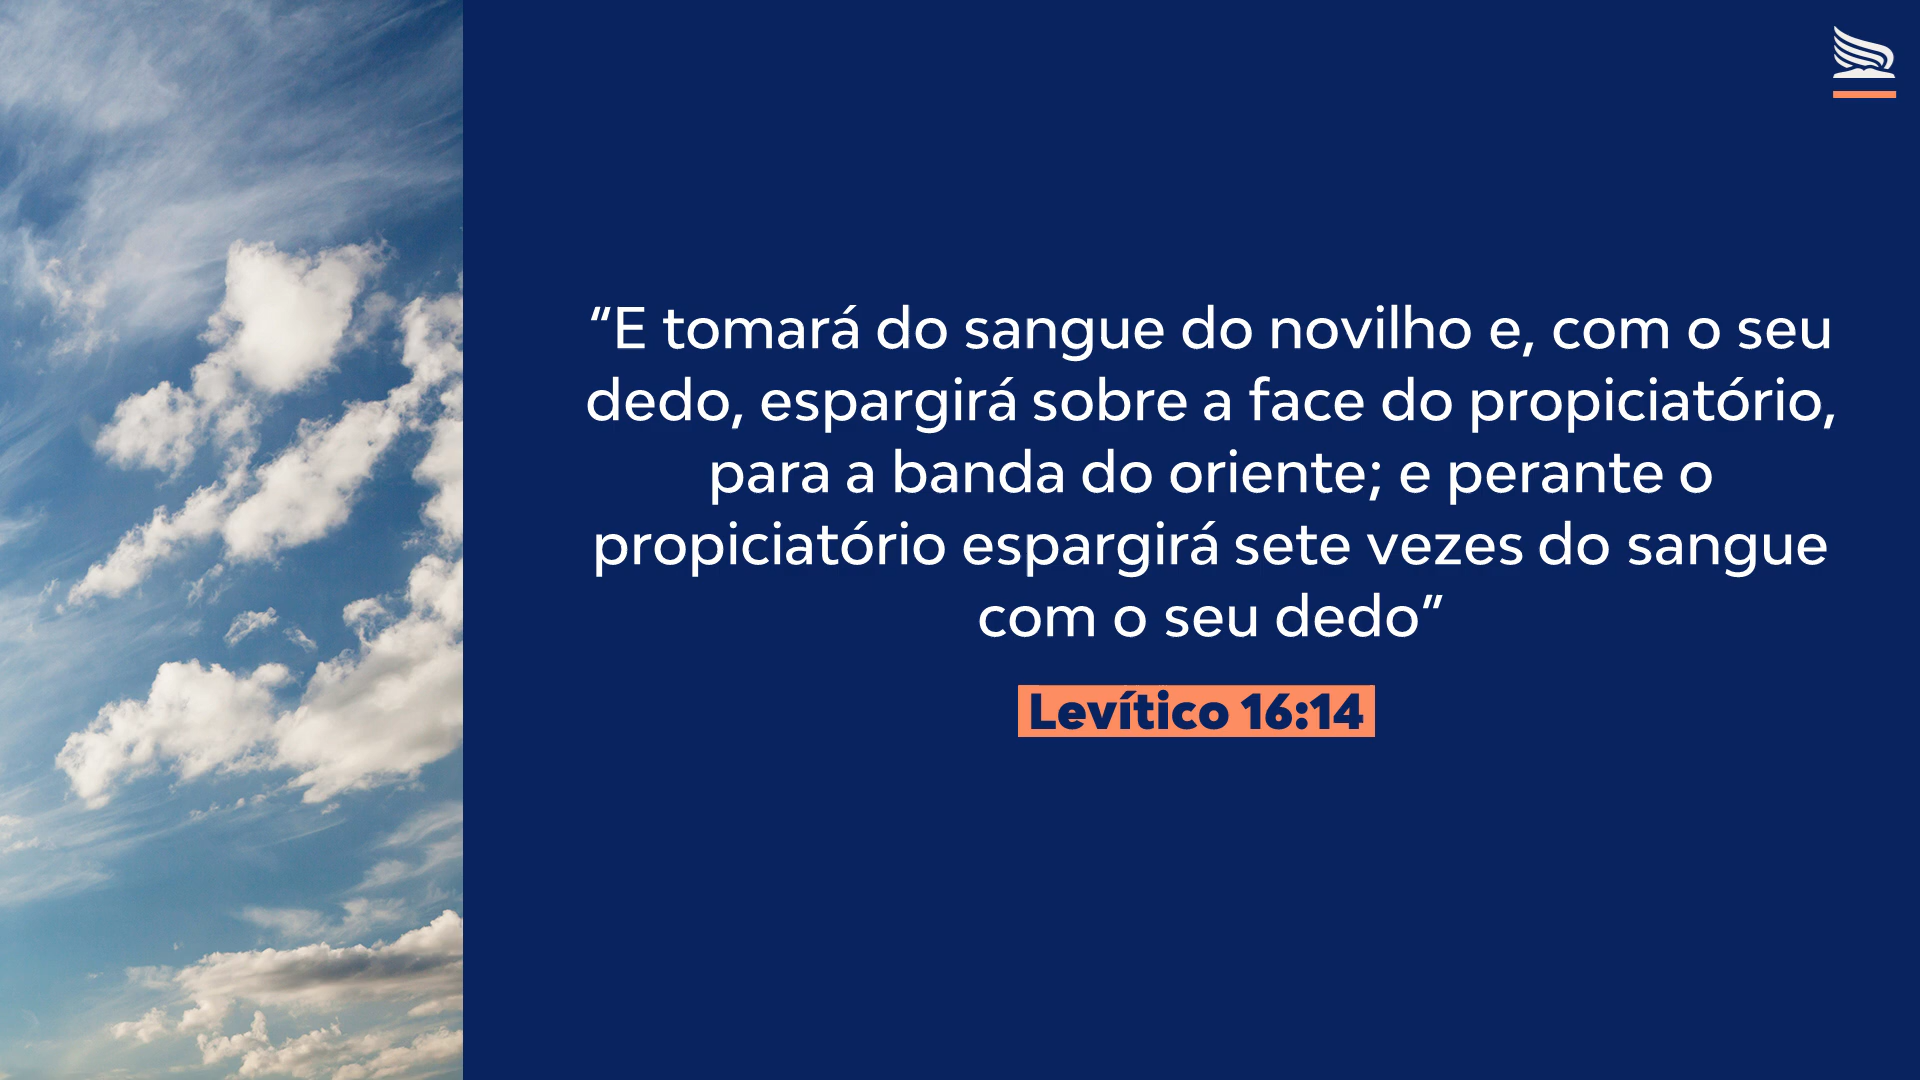 “E tomará do sangue do novilho e, com o seu
dedo, espargirá sobre a face do propiciatório,
para a banda do oriente; e perante o
propiciatório espargirá sete vezes do sangue
com o seu dedo”
Levítico 16:14